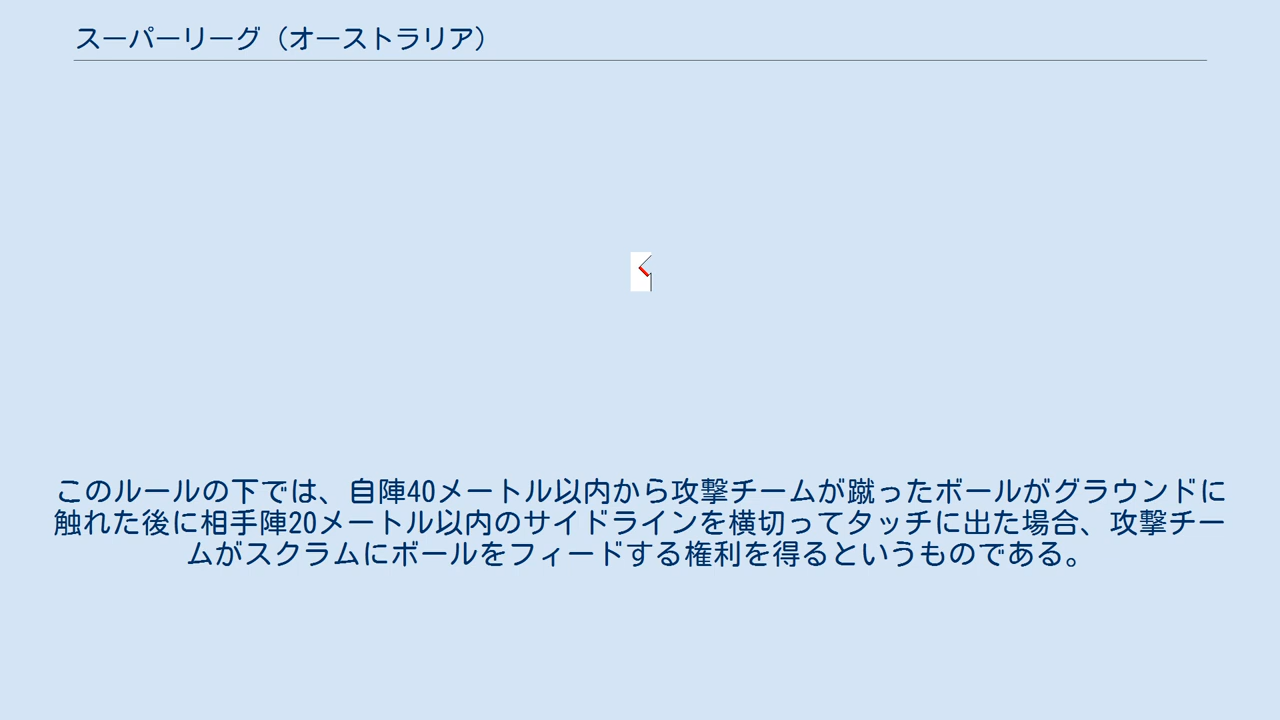 スーパーリーグ（オーストラリア）
このルールの下では、自陣40メートル以内から攻撃チームが蹴ったボールがグラウンドに
触れた後に相手陣20メートル以内のサイドラインを横切ってタッチに出た場合、攻撃チー
ムがスクラムにボールをフィードする権利を得るというものである。